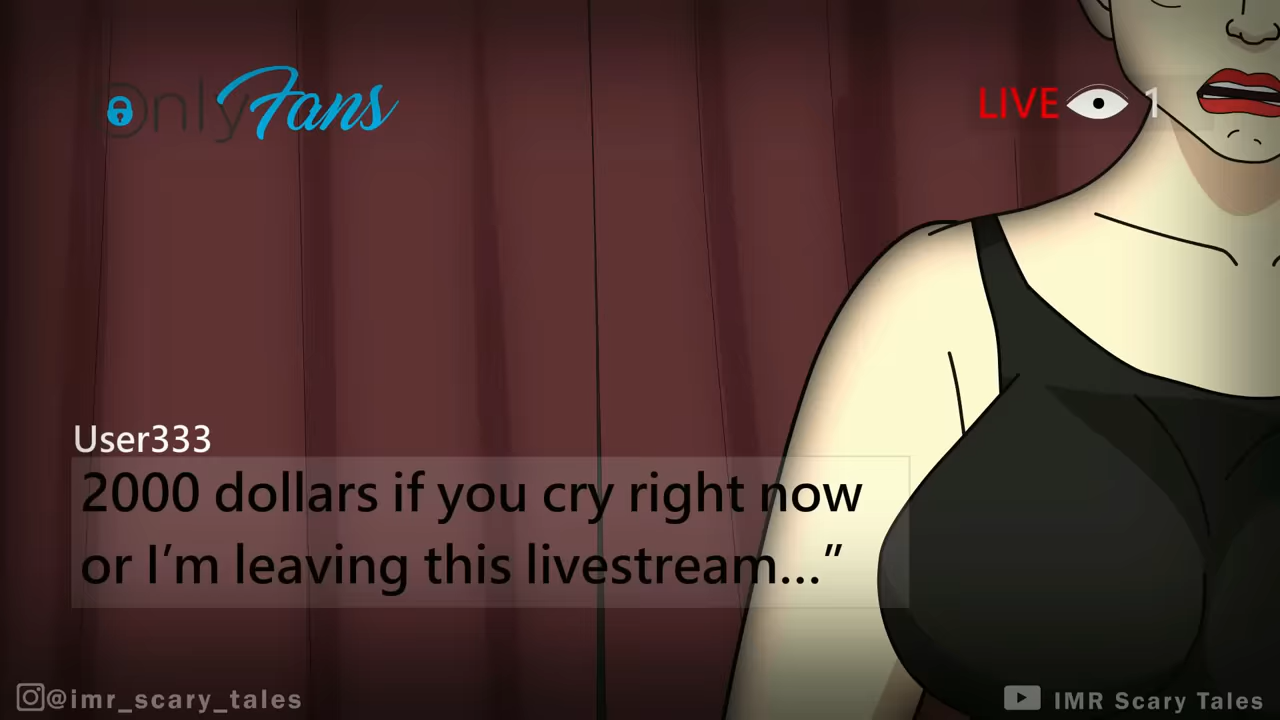 OnlyFans
LIVE 1
User333
2000 dollars if you cry right now
or I’m leaving this livestream...”
@imr_scary_tales
IMR Scary Tales